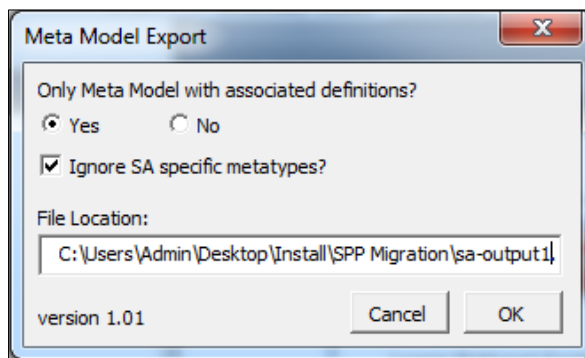 Meta Model Export
Only Meta Model with associated definitions?
Yes No
Ignore SA specific metatypes?
File Location:
C:\Users\Admin\Desktop\Install\SPP Migration\sa-output1.
version 1.01
Cancel OK